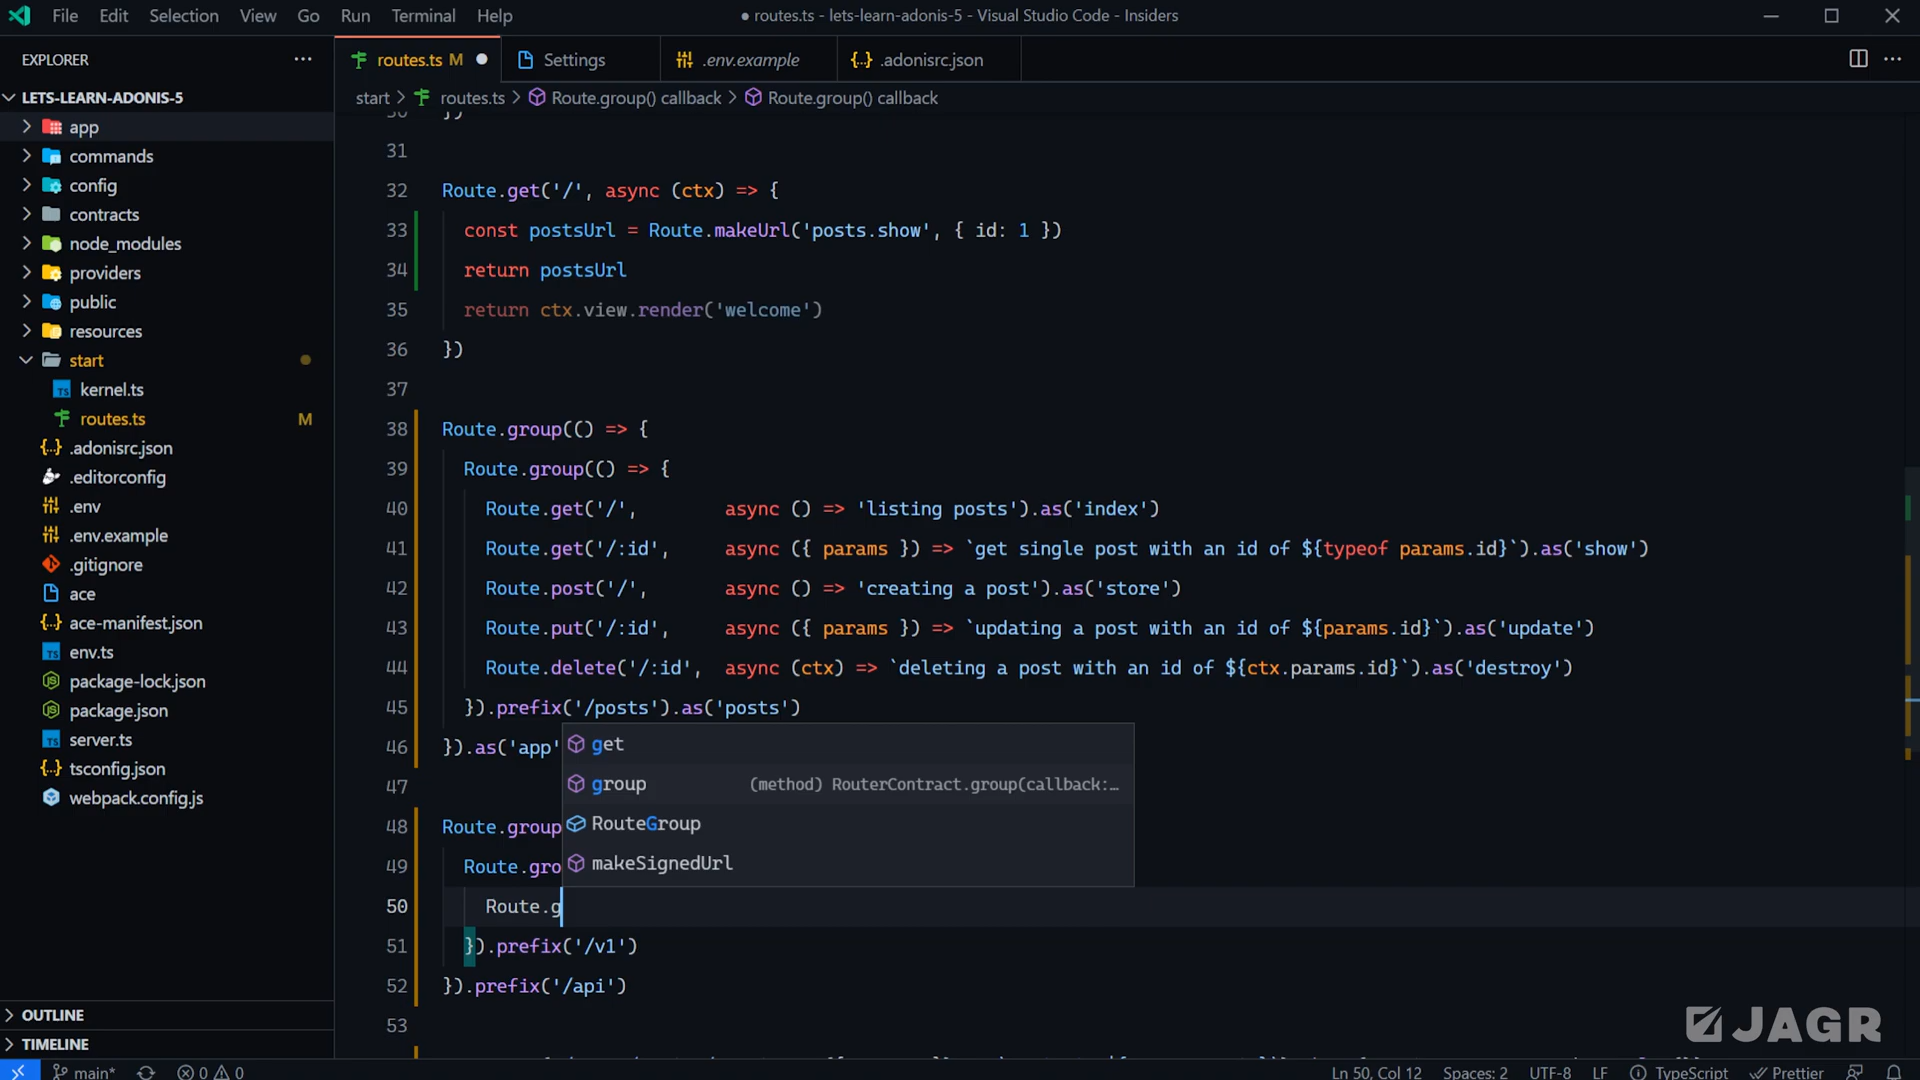 File Edit Selection View Go Run Terminal Help
● routes.ts - lets-learn-adonis-5 - Visual Studio Code - Insiders
EXPLORER
LETS-LEARN-ADONIS-5
app
commands
config
contracts
node_modules
providers
public
resources
start
kernel.ts
routes.ts M
.adonisrc.json
.editorconfig
.env
.env.example
.gitignore
ace
ace-manifest.json
env.ts
package-lock.json
package.json
server.ts
tsconfig.json
webpack.config.js
OUTLINE
TIMELINE
routes.ts M
Settings
.env.example
.adonisrc.json
start > routes.ts > Route.group() callback > Route.group() callback
30 })
31
32 Route.get('/', async (ctx) => {
33 const postsUrl = Route.makeUrl('posts.show', { id: 1 })
34 return postsUrl
35 return ctx.view.render('welcome')
36 })
37
38 Route.group(() => {
39 Route.group(() => {
40 Route.get('/', async () => 'listing posts').as('index')
41 Route.get('/:id', async ({ params }) => `get single post with an id of ${typeof params.id}`).as('show')
42 Route.post('/', async () => 'creating a post').as('store')
43 Route.put('/:id', async ({ params }) => `updating a post with an id of ${params.id}`).as('update')
44 Route.delete('/:id', async (ctx) => `deleting a post with an id of ${ctx.params.id}`).as('destroy')
45 }).prefix('/posts').as('posts')
46 }).as('app'
47
48 Route.group
49 Route.gro
50 Route.g
51 }).prefix('/v1')
52 }).prefix('/api')
53
get
group (method) RouterContract.group(callback:...
RouteGroup
makeSignedUrl
JAGR
main* 0 0
Ln 50, Col 12 Spaces: 2 UTF-8 LF TypeScript Prettier